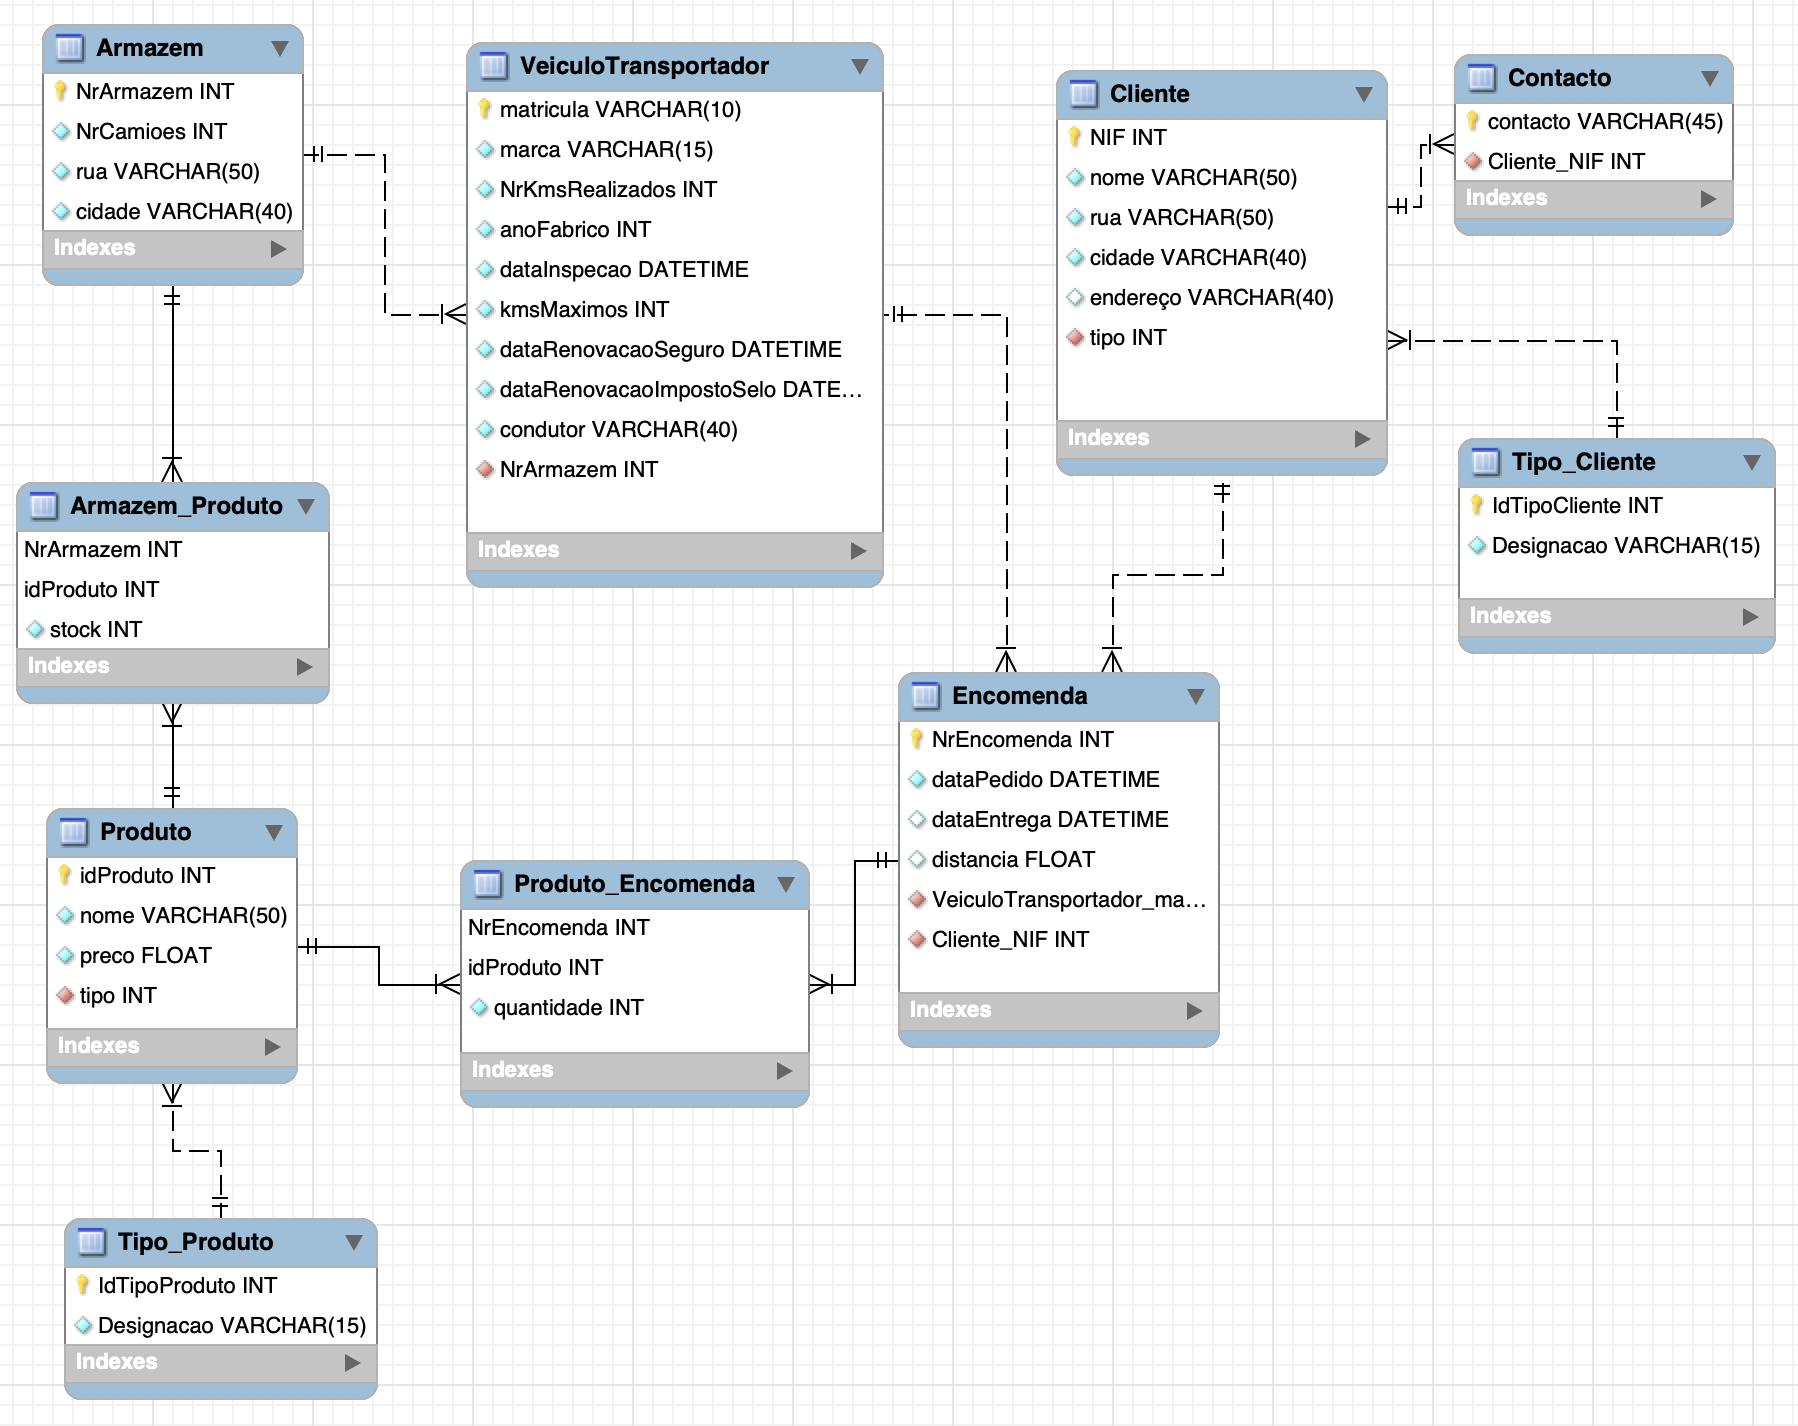 Armazem
NrArmazem INT
NrCamioes INT
rua VARCHAR(50)
cidade VARCHAR(40)
Indexes
VeiculoTransportador
matricula VARCHAR(10)
marca VARCHAR(15)
NrKmsRealizados INT
anoFabrico INT
dataInspecao DATETIME
kmsMaximos INT
dataRenovacaoSeguro DATETIME
dataRenovacaoImpostoSelo DATE...
condutor VARCHAR(40)
NrArmazem INT
Indexes
Cliente
NIF INT
nome VARCHAR(50)
rua VARCHAR(50)
cidade VARCHAR(40)
endereço VARCHAR(40)
tipo INT
Indexes
Contacto
contacto VARCHAR(45)
Cliente_NIF INT
Indexes
Tipo_Cliente
IdTipoCliente INT
Designacao VARCHAR(15)
Indexes
Armazem_Produto
NrArmazem INT
idProduto INT
stock INT
Indexes
Encomenda
NrEncomenda INT
dataPedido DATETIME
dataEntrega DATETIME
distancia FLOAT
VeiculoTransportador_ma...
Cliente_NIF INT
Indexes
Produto
idProduto INT
nome VARCHAR(50)
preco FLOAT
tipo INT
Indexes
Produto_Encomenda
NrEncomenda INT
idProduto INT
quantidade INT
Indexes
Tipo_Produto
IdTipoProduto INT
Designacao VARCHAR(15)
Indexes